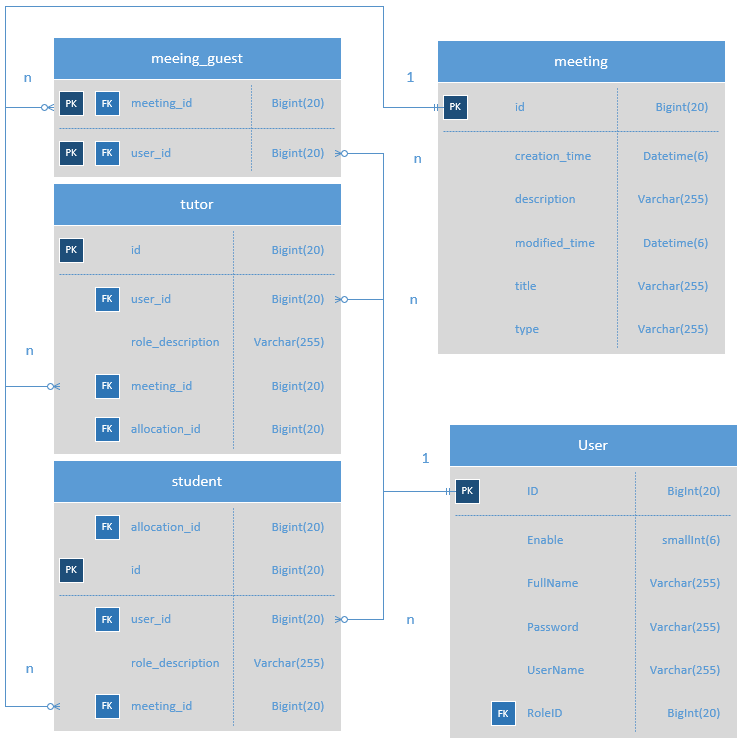 meeing_guest
n
PK FK meeting_id Bigint(20)
PK FK user_id Bigint(20)
tutor
PK id Bigint(20)
FK user_id Bigint(20)
role_description Varchar(255)
n
FK meeting_id Bigint(20)
FK allocation_id Bigint(20)
student
FK allocation_id Bigint(20)
PK id Bigint(20)
FK user_id Bigint(20)
role_description Varchar(255)
n
FK meeting_id Bigint(20)
meeting
1
PK id Bigint(20)
n
creation_time Datetime(6)
description Varchar(255)
modified_time Datetime(6)
title Varchar(255)
n
type Varchar(255)
User
1
PK ID BigInt(20)
Enable smallInt(6)
FullName Varchar(255)
n
Password Varchar(255)
UserName Varchar(255)
FK RoleID BigInt(20)